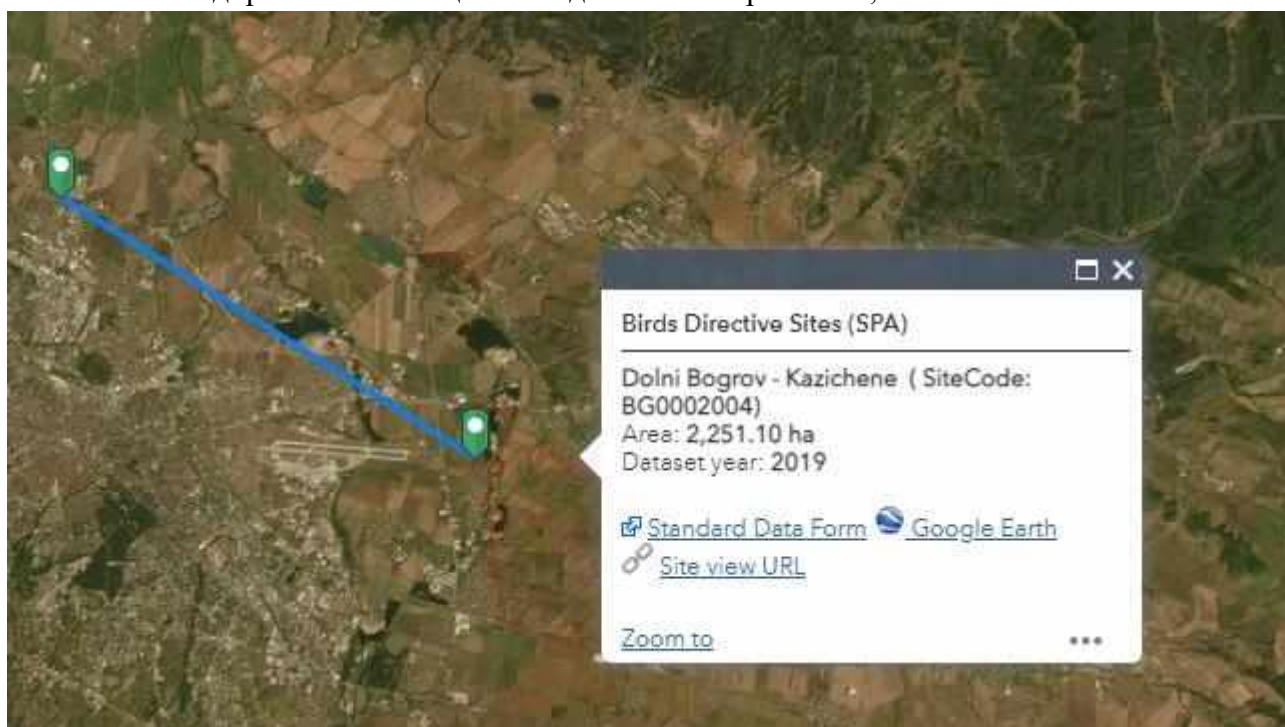 Birds Directive Sites (SPA)
Dolni Bogrov - Kazichene ( SiteCode:
BG0002004)
Area: 2,251.10 ha
Dataset year: 2019
Standard Data Form Google Earth
Site view URL
Zoom to